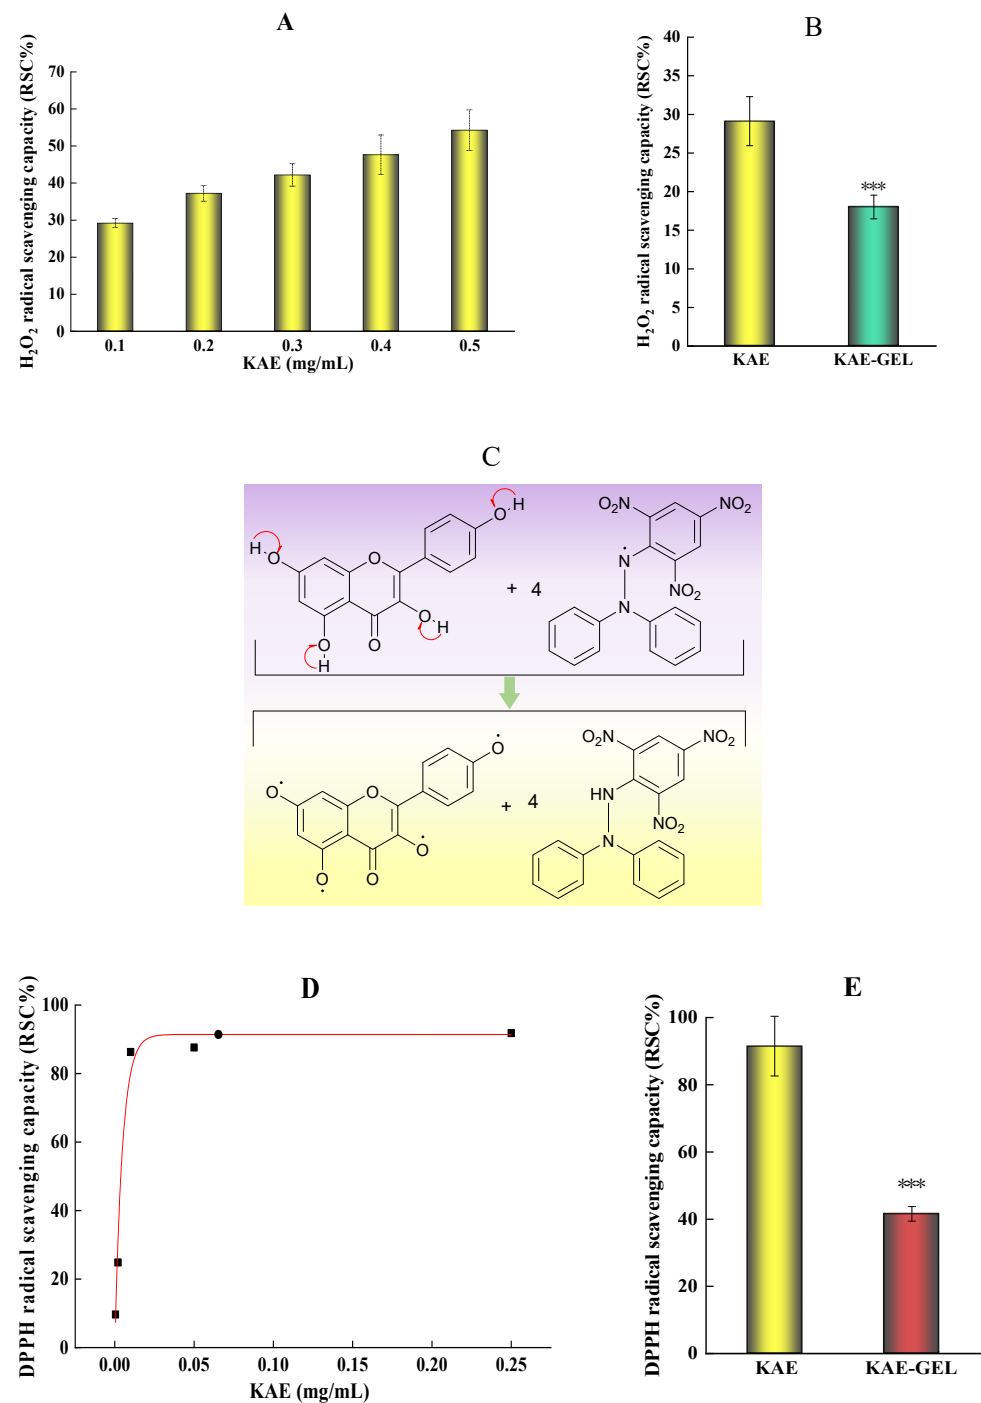 A
H₂O₂ radical scavenging capacity (RSC%)
70
60
50
40
30
20
10
0
0.1 0.2 0.3 0.4 0.5
KAE (mg/mL)
B
H₂O₂ radical scavenging capacity (RSC%)
40
35
30
25
20
15
10
5
0
***
KAE KAE-GEL
C
H
O
H
O
O
O
H
O
O
H
+ 4
O₂N
NO₂
N·
NO₂
N
O·
O·
O
O·
O
O·
+ 4
O₂N
NO₂
HN
NO₂
N
D
DPPH radical scavenging capacity (RSC%)
100
80
60
40
20
0
0.00 0.05 0.10 0.15 0.20 0.25
KAE (mg/mL)
E
DPPH radical scavenging capacity (RSC%)
100
80
60
40
20
0
***
KAE KAE-GEL